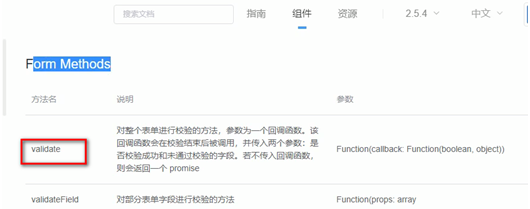 搜索文档
指南
组件
资源
2.5.4
中文
Form Methods
方法名
说明
参数
validate
对整个表单进行校验的方法，参数为一个回调函数。该
回调函数会在校验结束后被调用，并传入两个参数：是
否校验成功和未通过校验的字段。若不传入回调函数，
则会返回一个 promise
Function(callback: Function(boolean, object))
validateField
对部分表单字段进行校验的方法
Function(props: array